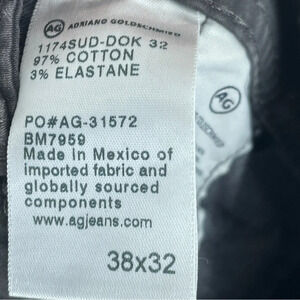 AG ADRIANO GOLDSCHMIED
1174SUD-DOK 32
97% COTTON
3% ELASTANE
PO#AG-31572
BM7959
Made in Mexico of
imported fabric and
globally sourced
components
www.agjeans.com
38x32
AG